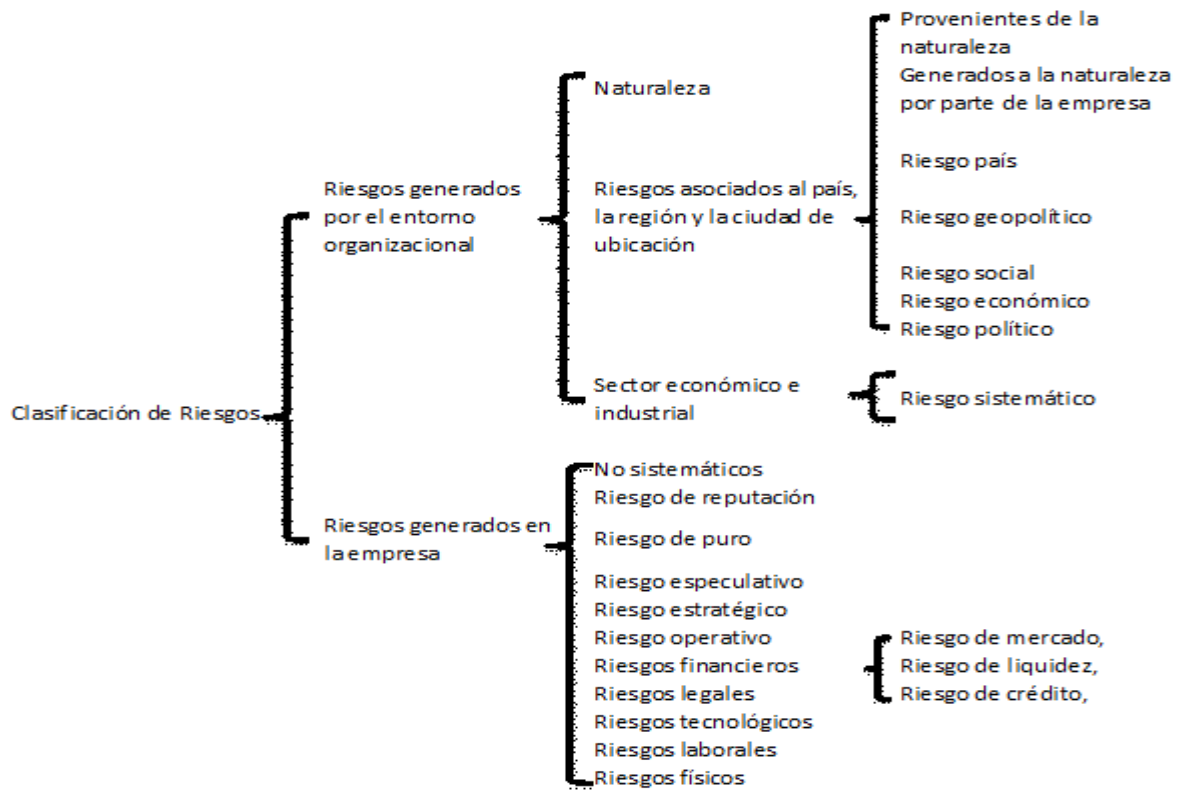 Clasificación de Riesgos
Riesgos generados
por el entorno
organizacional
Naturaleza
Riesgos asociados al país,
la región y la ciudad de
ubicación
Provenientes de la
naturaleza
Generados a la naturaleza
por parte de la empresa
Riesgo país
Riesgo geopolítico
Riesgo social
Riesgo económico
Riesgo político
Sector económico e
industrial
Riesgo sistemático
Riesgos generados en
la empresa
No sistemáticos
Riesgo de reputación
Riesgo de puro
Riesgo especulativo
Riesgo estratégico
Riesgo operativo
Riesgos financieros
Riesgos legales
Riesgos tecnológicos
Riesgos laborales
Riesgos físicos
Riesgo de mercado,
Riesgo de liquidez,
Riesgo de crédito,